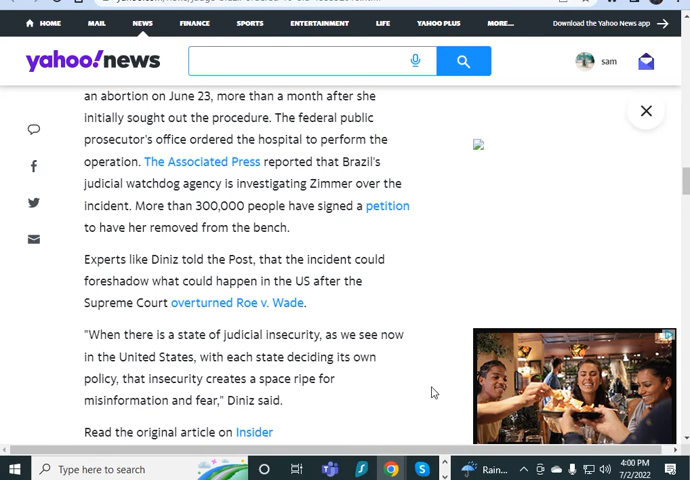 HOME MAIL NEWS FINANCE SPORTS ENTERTAINMENT LIFE YAHOO PLUS MORE... Download the Yahoo News app
yahoo!news
sam
an abortion on June 23, more than a month after she
initially sought out the procedure. The federal public
prosecutor's office ordered the hospital to perform the
operation. The Associated Press reported that Brazil's
judicial watchdog agency is investigating Zimmer over the
incident. More than 300,000 people have signed a petition
to have her removed from the bench.
Experts like Diniz told the Post, that the incident could
foreshadow what could happen in the US after the
Supreme Court overturned Roe v. Wade.
"When there is a state of judicial insecurity, as we see now
in the United States, with each state deciding its own
policy, that insecurity creates a space ripe for
misinformation and fear," Diniz said.
Read the original article on Insider
Type here to search
Rain...
4:00 PM
7/2/2022